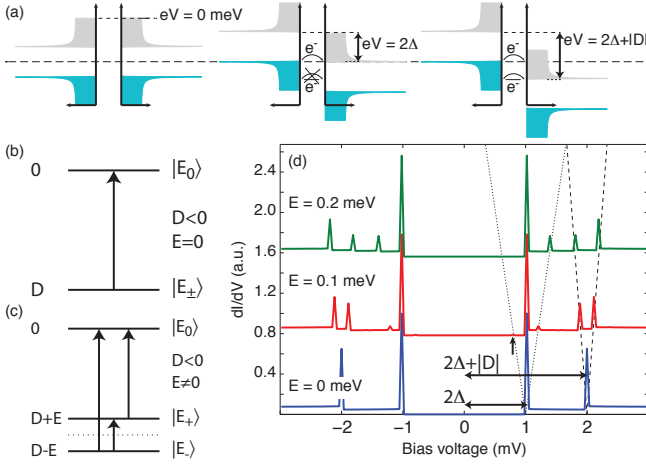 (a)
eV = 0 meV
e-
e-
eV = 2Δ
e-
e-
eV = 2Δ+|D|
(b)
0
|E0⟩
D<0
E=0
D
|E±⟩
(c)
0
|E0⟩
D<0
E≠0
D+E
|E+⟩
D-E
|E-⟩
(d)
dI/dV (a.u.)
2.4
2.0
1.6
1.2
0.8
0.4
E = 0.2 meV
E = 0.1 meV
E = 0 meV
2Δ+|D|
2Δ
−2
−1
0
1
2
Bias voltage (mV)